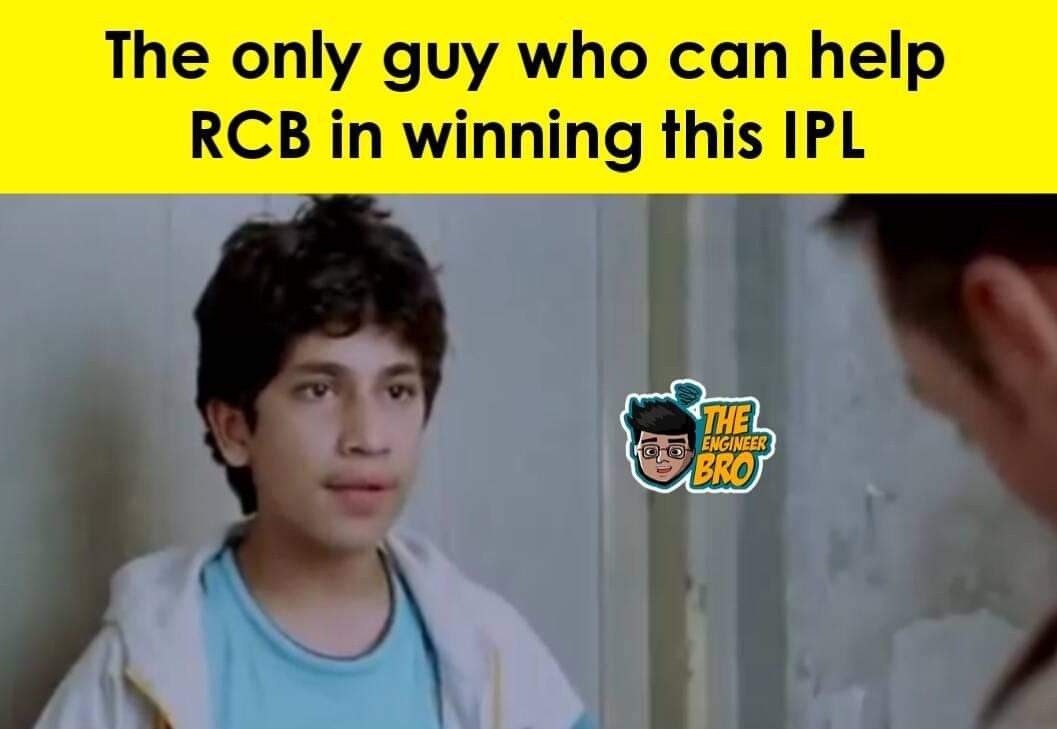 The only guy who can help
RCB in winning this IPL
THE
ENGINEER
BRO